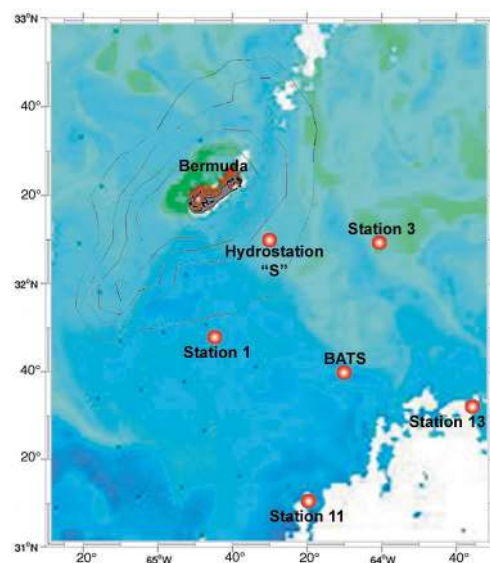 33°N
40°
Bermuda
20°
Station 3
Hydrostation
"S"
32°
Station 1
BATS
40°
Station 13
20°
Station 11
31°N
20°
65°W
40°
20°
64°W
40°